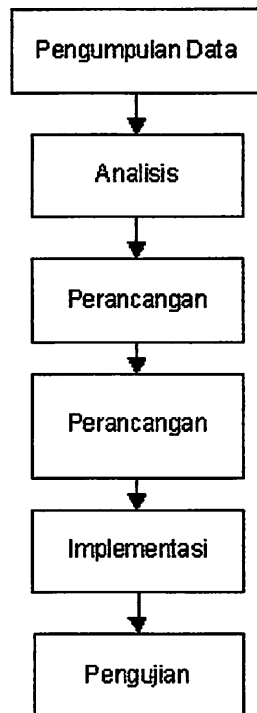 Pengumpulan Data
Analisis
Perancangan
Perancangan
Implementasi
Pengujian